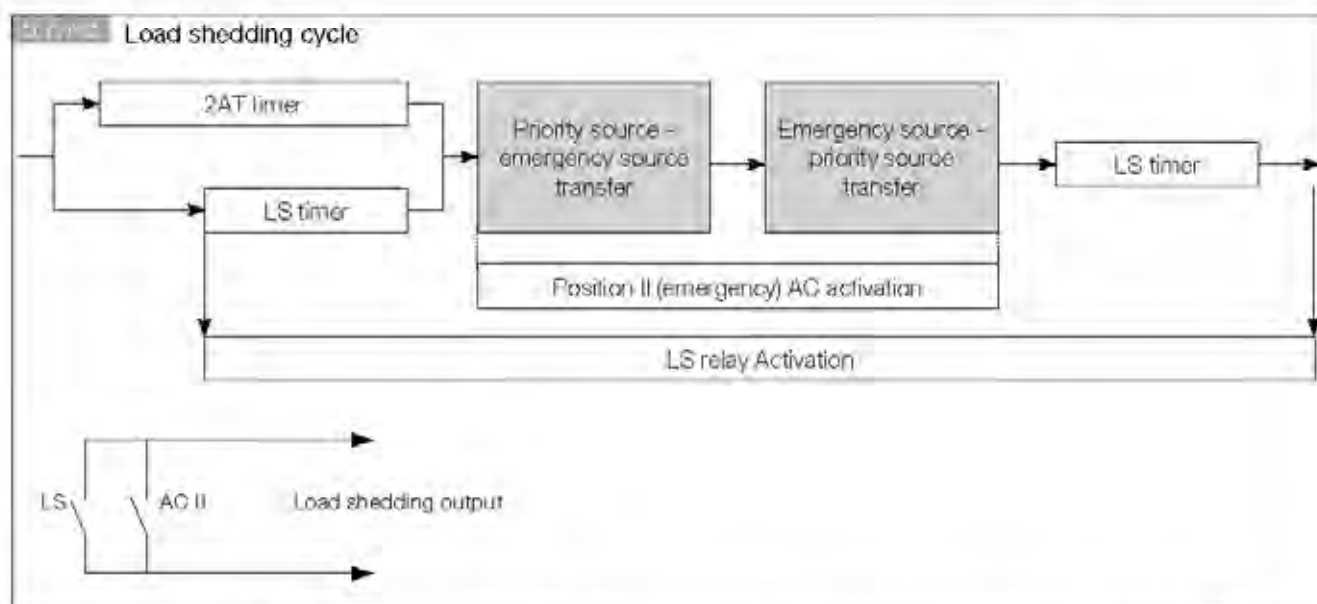 Load shedding cycle
2AT timer
LS timer
Priority source -
emergency source
transfer
Emergency source -
priority source
transfer
LS timer
Position II (emergency) AC activation
LS relay Activation
LS
AC II
Load shedding output